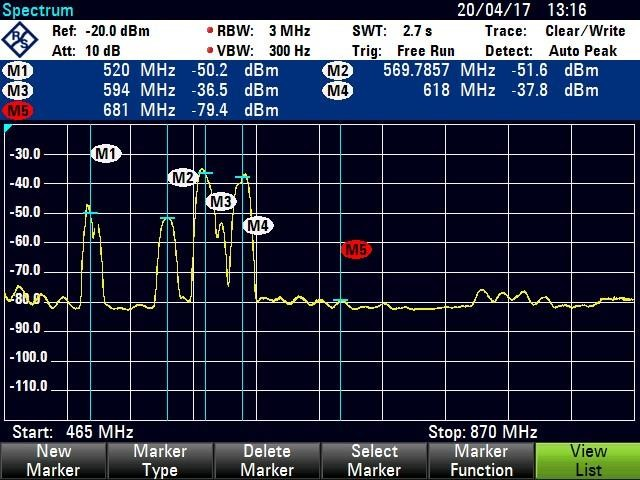 Spectrum 20/04/17 13:16
Ref: -20.0 dBm RBW: 3 MHz SWT: 2.7 s Trace: Clear/Write
Att: 10 dB VBW: 300 Hz Trig: Free Run Detect: Auto Peak
M1 520 MHz -50.2 dBm M2 569.7857 MHz -51.6 dBm
M3 594 MHz -36.5 dBm M4 618 MHz -37.8 dBm
M5 681 MHz -79.4 dBm
M1
-30.0
M2
-40.0
M3
-50.0
M4
-60.0
M5
-70.0
-80.0
-90.0
-100.0
-110.0
Start: 465 MHz Stop: 870 MHz
New Marker Delete Select Marker View
Marker Type Marker Marker Function List